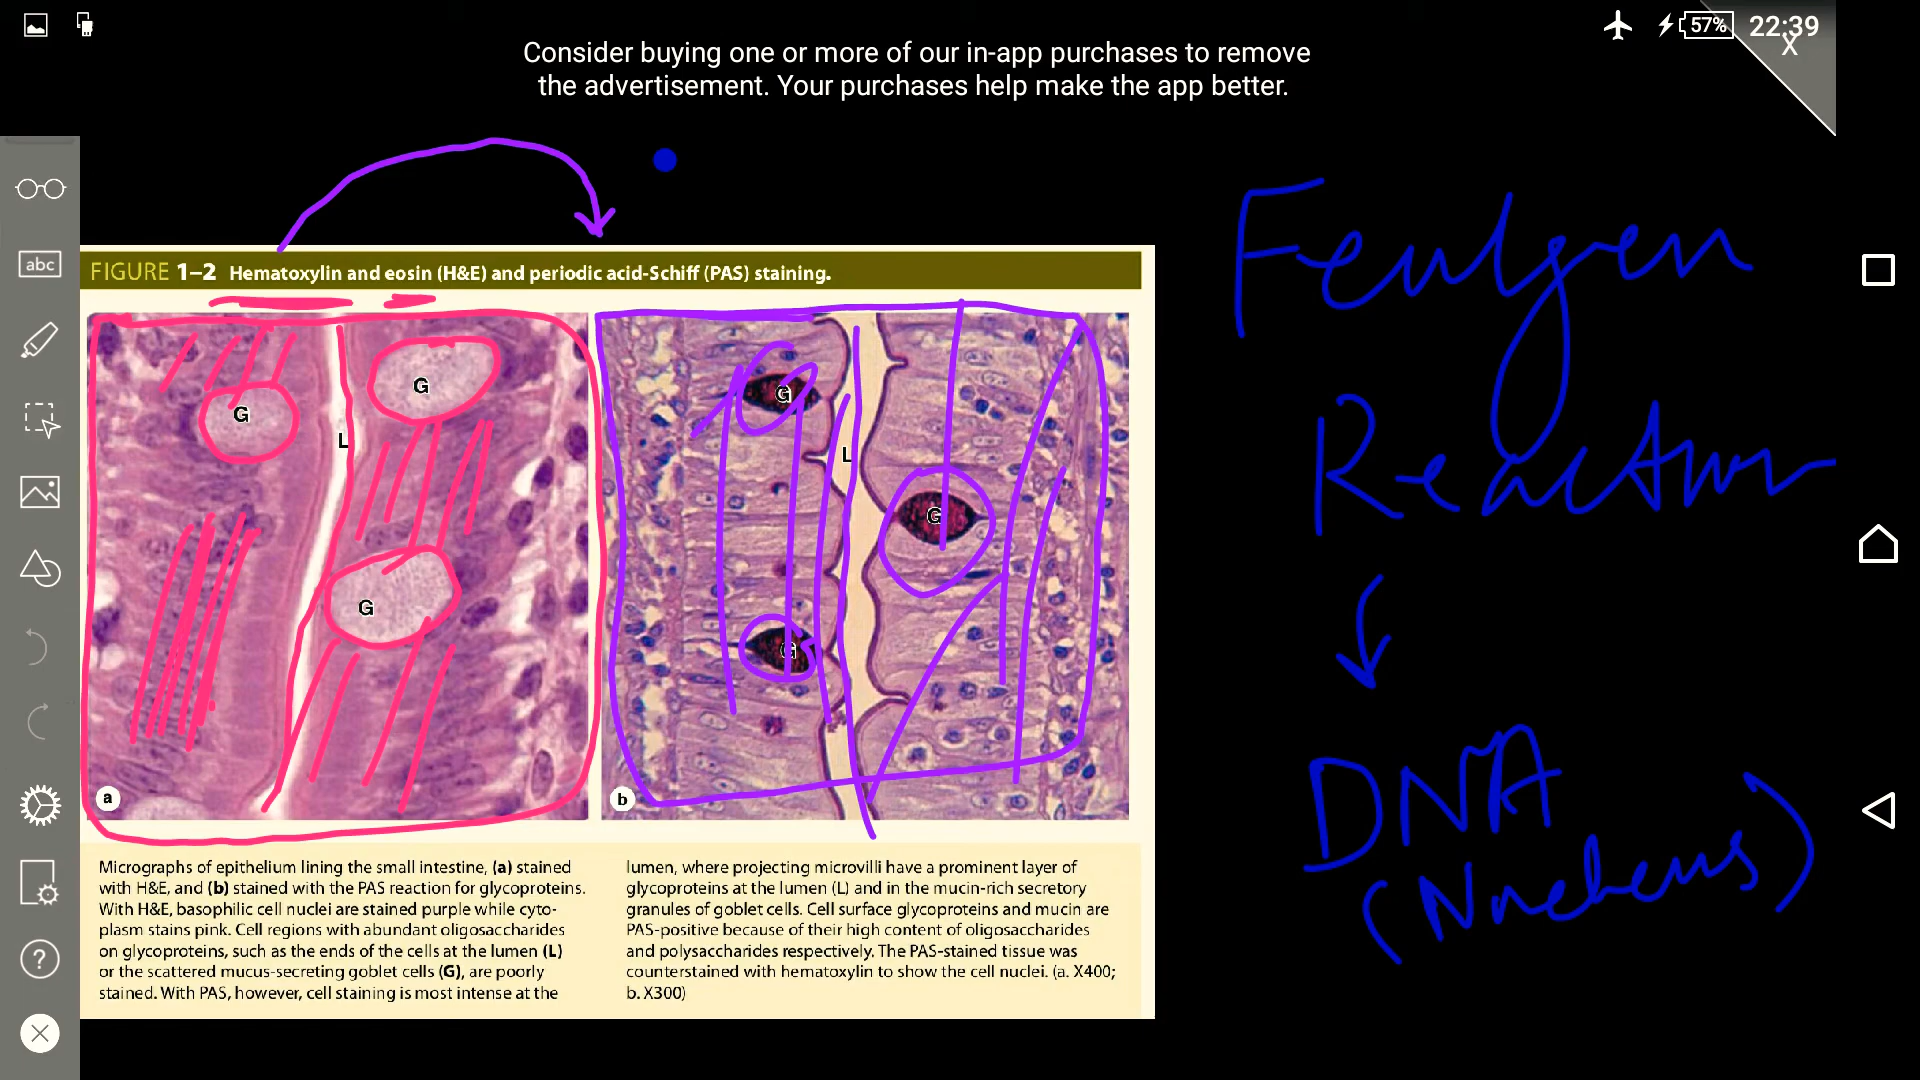 57% 22:39
X
Consider buying one or more of our in-app purchases to remove
the advertisement. Your purchases help make the app better.
abc
FIGURE 1–2 Hematoxylin and eosin (H&E) and periodic acid-Schiff (PAS) staining.
G
G
L
G
a
G
L
G
G
b
Micrographs of epithelium lining the small intestine, (a) stained
with H&E, and (b) stained with the PAS reaction for glycoproteins.
With H&E, basophilic cell nuclei are stained purple while cyto-
plasm stains pink. Cell regions with abundant oligosaccharides
on glycoproteins, such as the ends of the cells at the lumen (L)
or the scattered mucus-secreting goblet cells (G), are poorly
stained. With PAS, however, cell staining is most intense at the
lumen, where projecting microvilli have a prominent layer of
glycoproteins at the lumen (L) and in the mucin-rich secretory
granules of goblet cells. Cell surface glycoproteins and mucin are
PAS-positive because of their high content of oligosaccharides
and polysaccharides respectively. The PAS-stained tissue was
counterstained with hematoxylin to show the cell nuclei. (a. X400;
b. X300)
Feulgen
Reaction
DNA
(Nucleus)
?